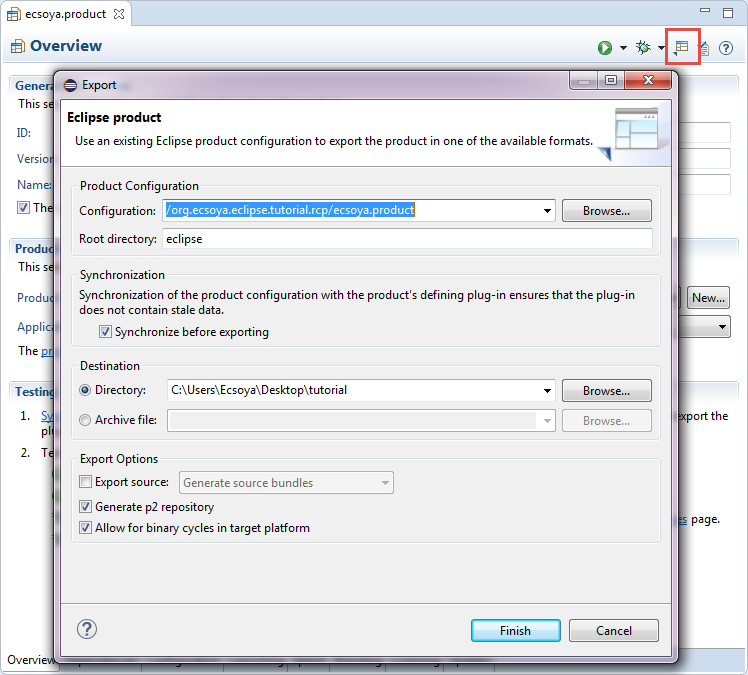 ecsoya.product
Overview
Genera
This se
ID:
Version
Name:
The
Produc
This se
Produc
New...
Applica
The pr
Testing
1. Sy
export the
plu
2. Te
es page.
Overview
Export
Eclipse product
Use an existing Eclipse product configuration to export the product in one of the available formats.
Product Configuration
Configuration: /org.ecsoya.eclipse.tutorial.rcp/ecsoya.product Browse...
Root directory: eclipse
Synchronization
Synchronization of the product configuration with the product's defining plug-in ensures that the plug-in
does not contain stale data.
Synchronize before exporting
Destination
Directory: C:\Users\Ecsoya\Desktop\tutorial Browse...
Archive file: Browse...
Export Options
Export source: Generate source bundles
Generate p2 repository
Allow for binary cycles in target platform
Finish Cancel